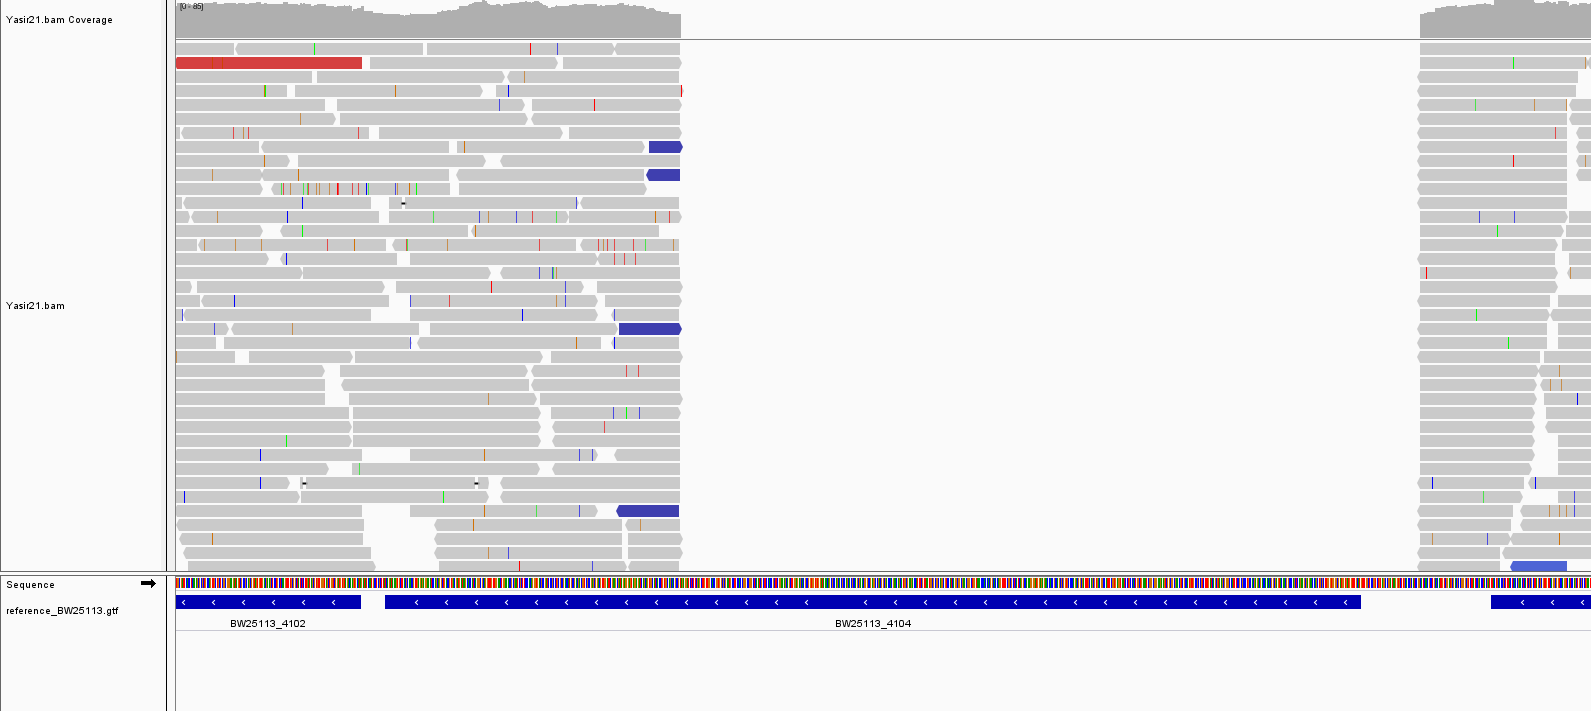 Yasir21.bam Coverage
[0 - 85]
Yasir21.bam
Sequence
reference_BW25113.gtf
BW25113_4102
BW25113_4104